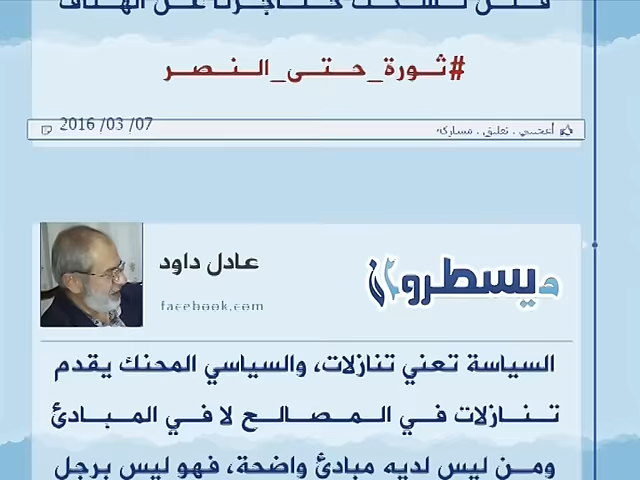 #ثورة_حتى_النصر
2016 /03 /07
أعجبني . تعليق . مشاركة
عادل داود
facebook.com
يسطرون
السياسة تعني تنازلات، والسياسي المحنك يقدم
تنازلات في المصالح لا في المبادئ
ومن ليس لديه مبادئ واضحة، فهو ليس برجل